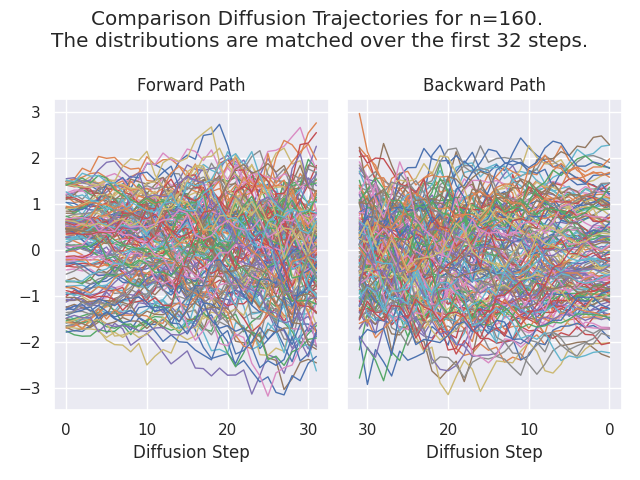 Comparison Diffusion Trajectories for n=160.
The distributions are matched over the first 32 steps.
Forward Path
Backward Path
3
2
1
0
−1
−2
−3
0 10 20 30
30 20 10 0
Diffusion Step
Diffusion Step